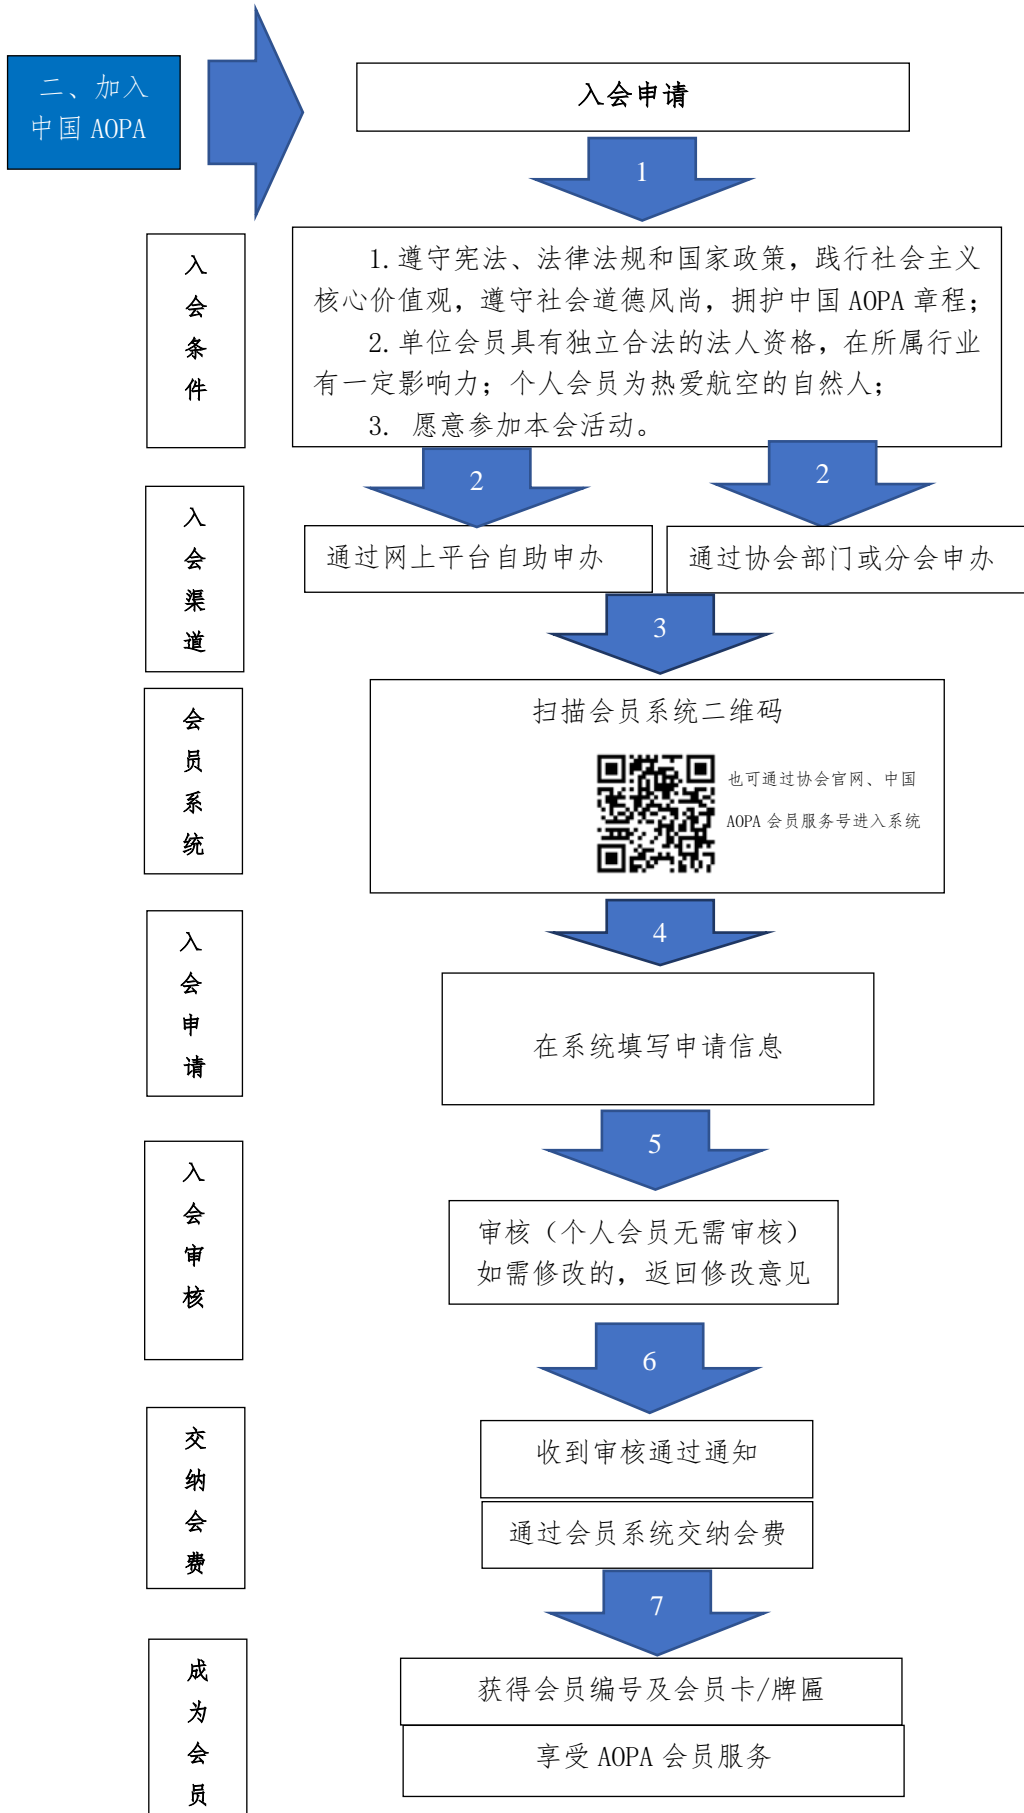 二、加入
中国 AOPA
入会申请
1
入会条件
1.遵守宪法、法律法规和国家政策，践行社会主义
核心价值观，遵守社会道德风尚，拥护中国 AOPA 章程；
2.单位会员具有独立合法的法人资格，在所属行业
有一定影响力；个人会员为热爱航空的自然人；
3. 愿意参加本会活动。
2
2
入会渠道
通过网上平台自助申办
通过协会部门或分会申办
3
会员系统
扫描会员系统二维码
也可通过协会官网、中国
AOPA 会员服务号进入系统
4
入会申请
在系统填写申请信息
5
入会审核
审核（个人会员无需审核）
如需修改的，返回修改意见
6
交纳会费
收到审核通过通知
通过会员系统交纳会费
7
成为会员
获得会员编号及会员卡/牌匾
享受 AOPA 会员服务